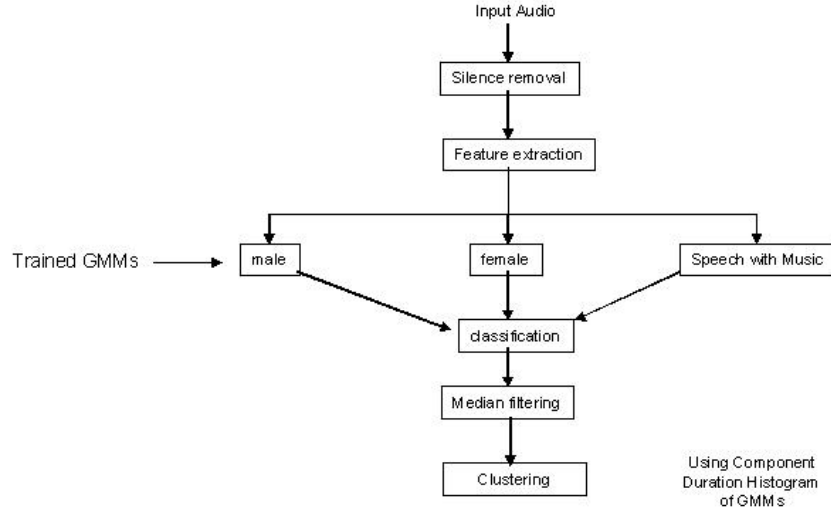 Input Audio
Silence removal
Feature extraction
Trained GMMs
male
female
Speech with Music
classification
Median filtering
Clustering
Using Component
Duration Histogram
of GMMs